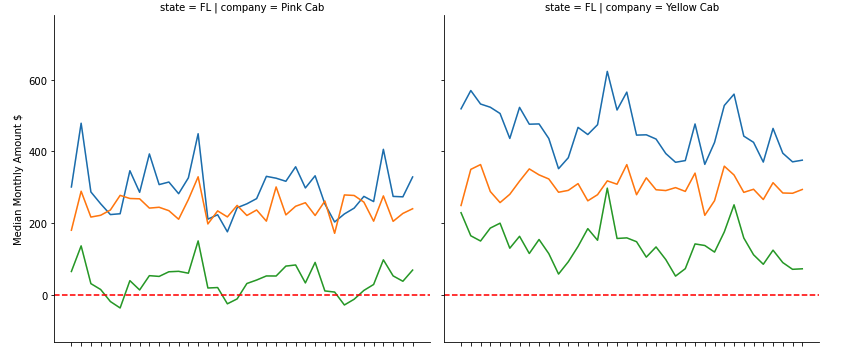 state = FL | company = Pink Cab
state = FL | company = Yellow Cab
600
400
200
0
Median Monthly Amount $